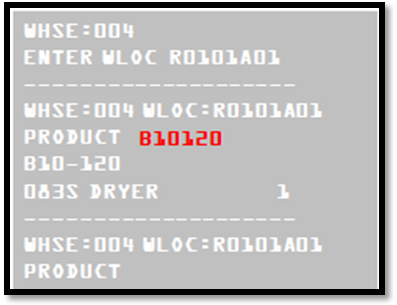 WHSE:004
ENTER WLOC R0101A01
---------------------
WHSE:004 WLOC:R0101A01
PRODUCT B10120
B10-120
083S DRYER 1
---------------------
WHSE:004 WLOC:R0101A01
PRODUCT